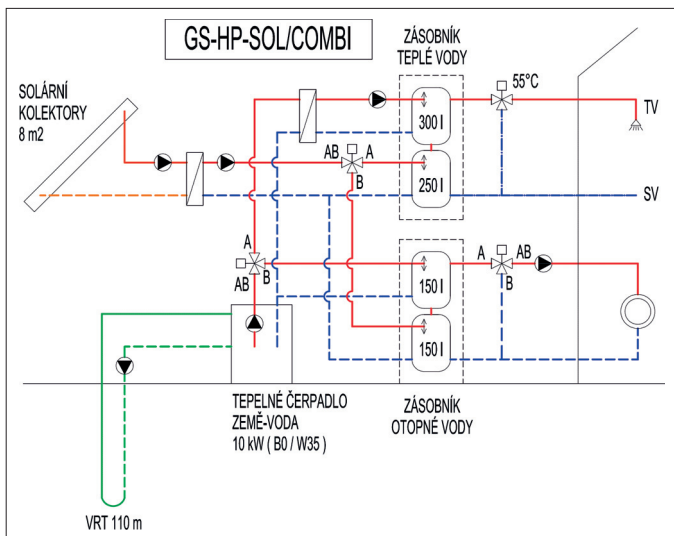 GS-HP-SOL/COMBI
ZÁSOBNÍK
TEPLÉ VODY
SOLÁRNÍ
KOLEKTORY
8 m2
55°C
TV
300 l
AB
A
B
250 l
SV
A
B
AB
150 l
A
AB
B
150 l
TEPELNÉ ČERPADLO
ZEMĚ-VODA
10 kW ( B0 / W35 )
ZÁSOBNÍK
OTOPNÉ VODY
VRT 110 m